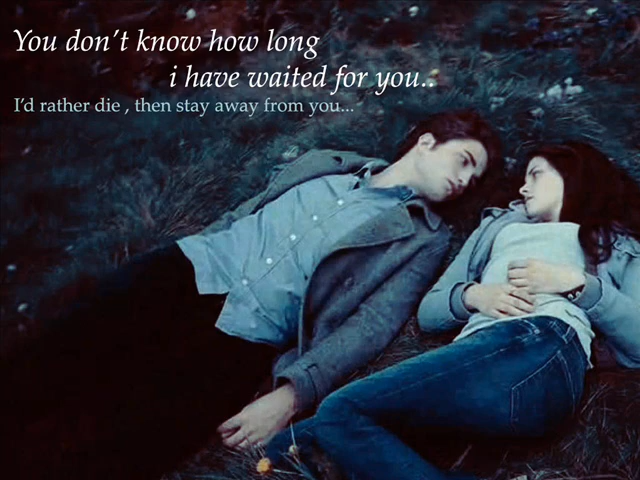 You don't know how long
i have waited for you..
I'd rather die , then stay away from you...